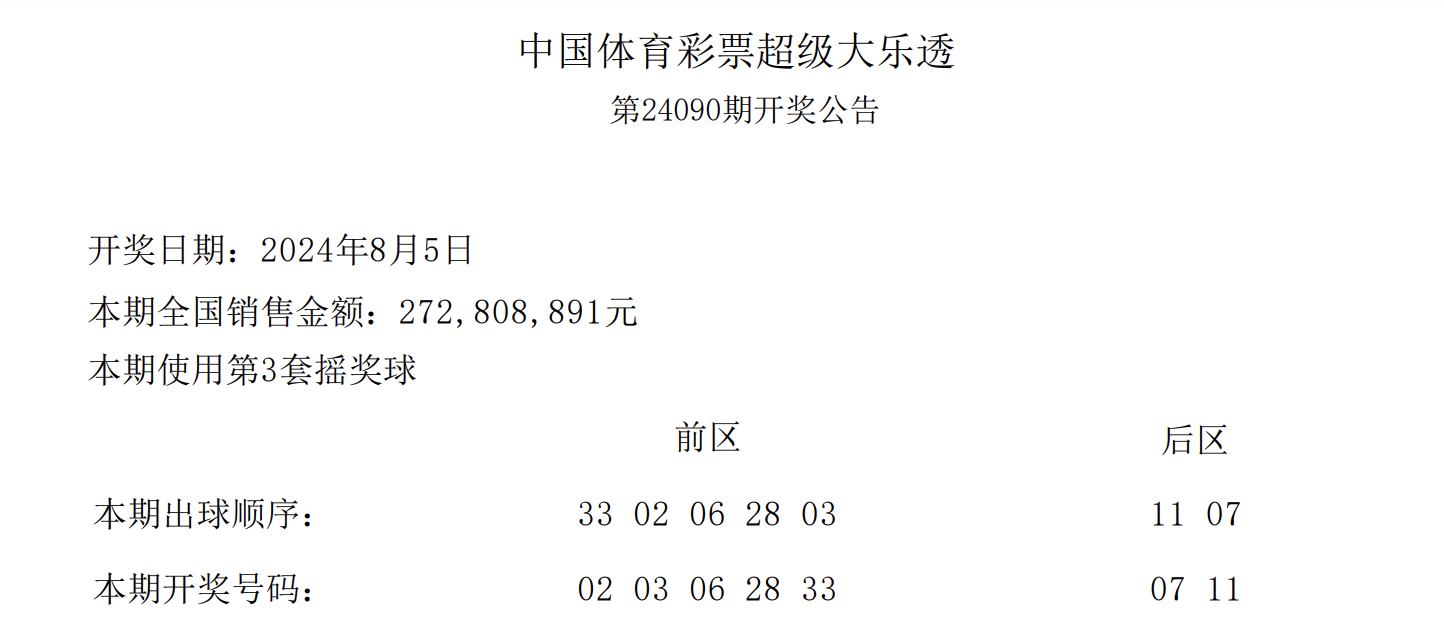 中国体育彩票超级大乐透
第24090期开奖公告
开奖日期：2024年8月5日
本期全国销售金额：272,808,891元
本期使用第3套摇奖球
前区 后区
本期出球顺序： 33 02 06 28 03 11 07
本期开奖号码： 02 03 06 28 33 07 11